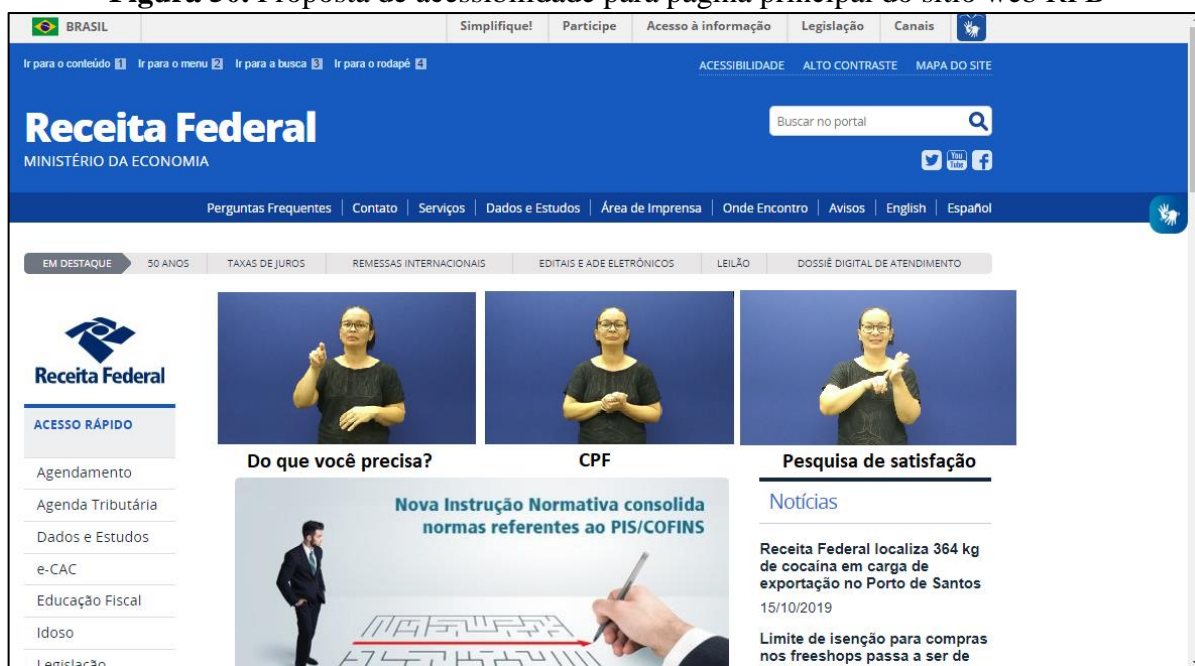 Figura 30. Proposta de acessibilidade para página principal do sítio web RFB
BRASIL Simplifique! Participe Acesso à informação Legislação Canais
Ir para o conteúdo 1 Ir para o menu 2 Ir para a busca 3 Ir para o rodapé 4 ACESSIBILIDADE ALTO CONTRASTE MAPA DO SITE
Receita Federal
Buscar no portal
MINISTÉRIO DA ECONOMIA
You Tube
Perguntas Frequentes Contato Serviços Dados e Estudos Área de Imprensa Onde Encontro Avisos English Español
EM DESTAQUE 50 ANOS TAXAS DE JUROS REMESSAS INTERNACIONAIS EDITAIS E ADE ELETRÔNICOS LEILÃO DOSSIÊ DIGITAL DE ATENDIMENTO
Receita Federal
ACESSO RÁPIDO
Agendamento
Agenda Tributária
Dados e Estudos
e-CAC
Educação Fiscal
Idoso
Legislação
Do que você precisa? CPF Pesquisa de satisfação
Nova Instrução Normativa consolida
normas referentes ao PIS/COFINS
Notícias
Receita Federal localiza 364 kg
de cocaína em carga de
exportação no Porto de Santos
15/10/2019
Limite de isenção para compras
nos freeshops passa a ser de